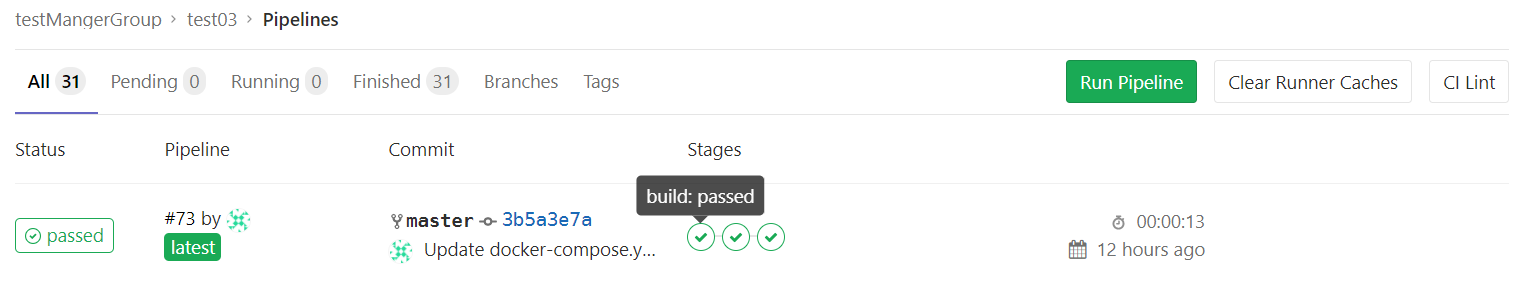 testMangerGroup > test03 > Pipelines
All 31 Pending 0 Running 0 Finished 31 Branches Tags Run Pipeline Clear Runner Caches CI Lint
Status Pipeline Commit Stages
build: passed
passed #73 by master 3b5a3e7a 00:00:13
latest Update docker-compose.y... 12 hours ago